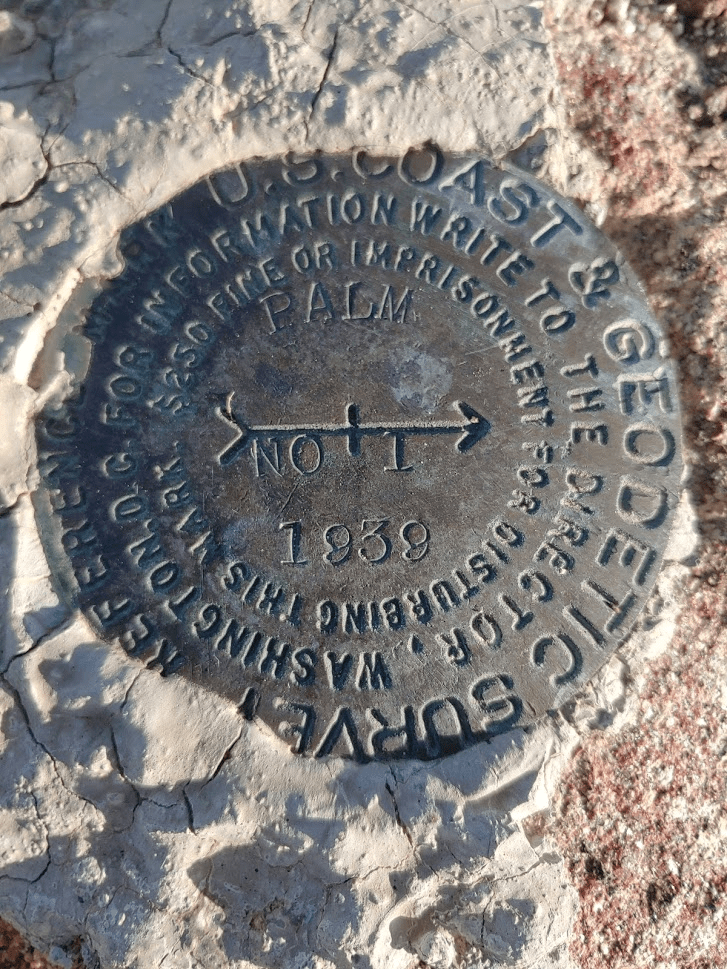 U.S. COAST & GEODETIC SURVEY
REFERENCE MARK
FOR INFORMATION WRITE TO THE DIRECTOR, WASHINGTON, D.C.
$250 FINE OR IMPRISONMENT FOR DISTURBING THIS MARK.
PALM
NO 1
1939